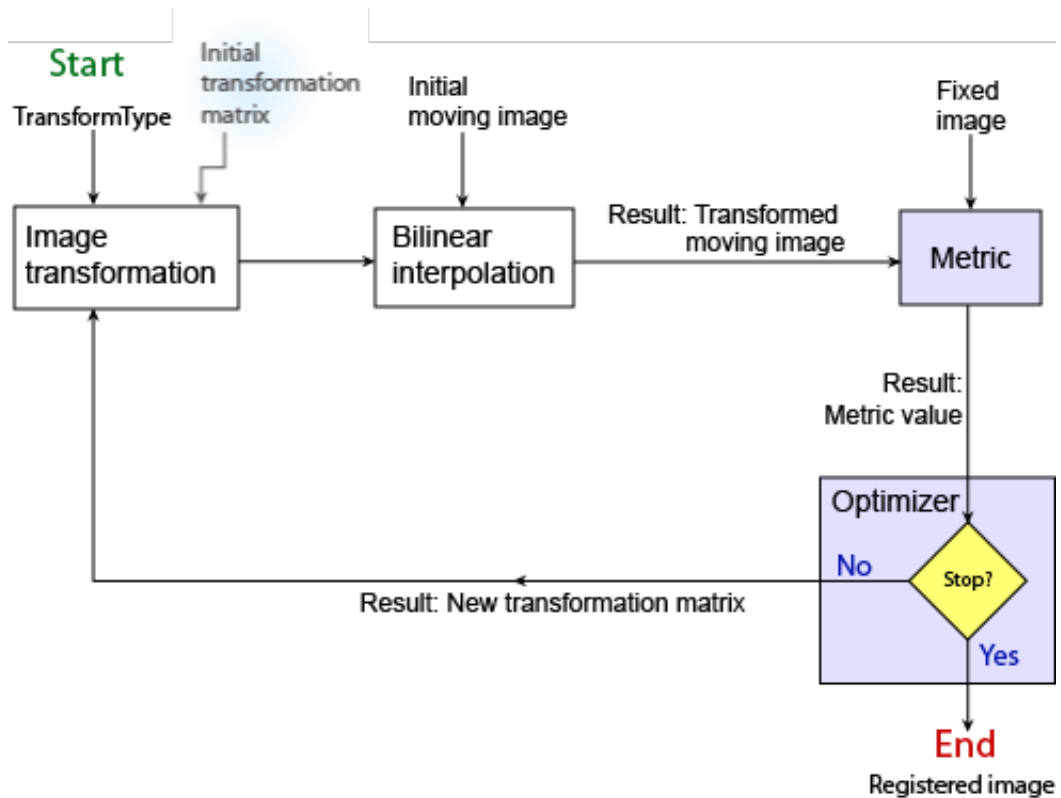 Start
TransformType
Initial
transformation
matrix
Initial
moving image
Fixed
image
Image
transformation
Bilinear
interpolation
Result: Transformed
moving image
Metric
Result:
Metric value
Optimizer
Stop?
No
Yes
Result: New transformation matrix
End
Registered image